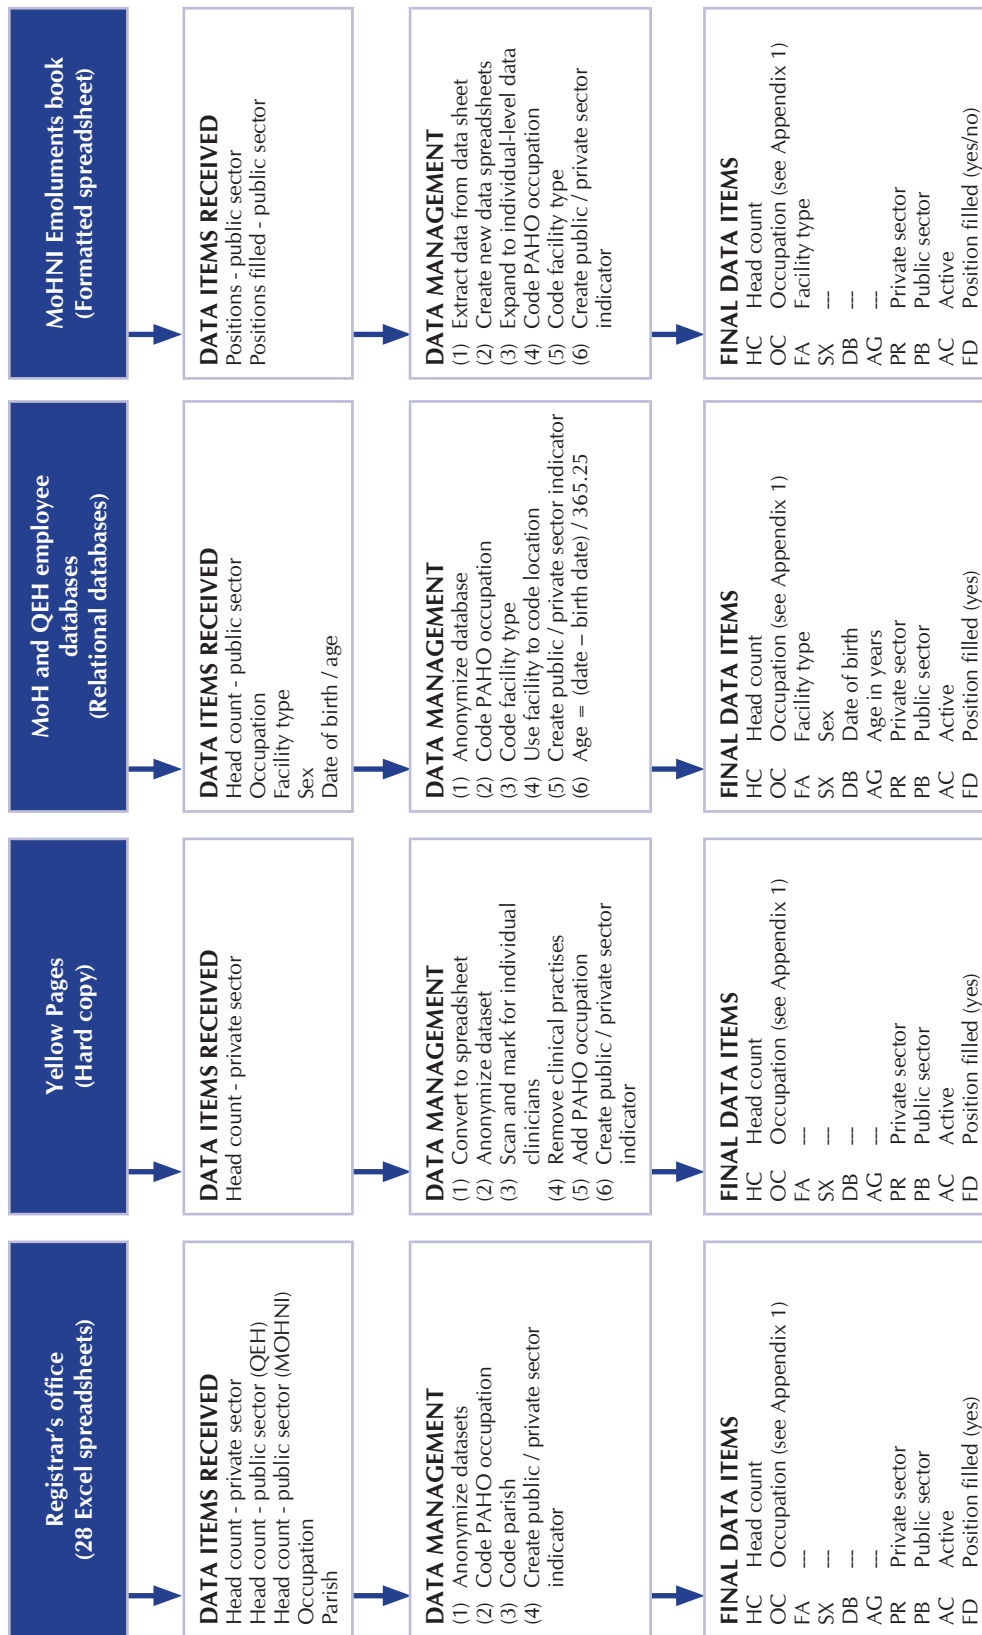 Registrar's office
(28 Excel spreadsheets)
DATA ITEMS RECEIVED
Head count - private sector
Head count - public sector (QEH)
Head count - public sector (MOHNI)
Occupation
Parish
DATA MANAGEMENT
(1) Anonymize datasets
(2) Code PAHO occupation
(3) Code parish
(4) Create public / private sector
indicator
FINAL DATA ITEMS
HC Head count
OC Occupation (see Appendix 1)
FA ---
SX ---
DB ---
AG ---
PR Private sector
PB Public sector
AC Active
FD Position filled (yes)
Yellow Pages
(Hard copy)
DATA ITEMS RECEIVED
Head count - private sector
DATA MANAGEMENT
(1) Convert to spreadsheet
(2) Anonymize dataset
(3) Scan and mark for individual
clinicians
(4) Remove clinical practises
(5) Add PAHO occupation
(6) Create public / private sector
indicator
FINAL DATA ITEMS
HC Head count
OC Occupation (see Appendix 1)
FA ---
SX ---
DB ---
AG ---
PR Private sector
PB Public sector
AC Active
FD Position filled (yes)
MoH and QEH employee
databases
(Relational databases)
DATA ITEMS RECEIVED
Head count - public sector
Occupation
Facility type
Sex
Date of birth / age
DATA MANAGEMENT
(1) Anonymize database
(2) Code PAHO occupation
(3) Code facility type
(4) Use facility to code location
(5) Create public / private sector indicator
(6) Age = (date – birth date) / 365.25
FINAL DATA ITEMS
HC Head count
OC Occupation (see Appendix 1)
FA Facility type
SX Sex
DB Date of birth
AG Age in years
PR Private sector
PB Public sector
AC Active
FD Position filled (yes)
MoHNI Emoluments book
(Formatted spreadsheet)
DATA ITEMS RECEIVED
Positions - public sector
Positions filled - public sector
DATA MANAGEMENT
(1) Extract data from data sheet
(2) Create new data spreadsheets
(3) Expand to individual-level data
(4) Code PAHO occupation
(5) Code facility type
(6) Create public / private sector
indicator
FINAL DATA ITEMS
HC Head count
OC Occupation (see Appendix 1)
FA Facility type
SX ---
DB ---
AG ---
PR Private sector
PB Public sector
AC Active
FD Position filled (yes/no)